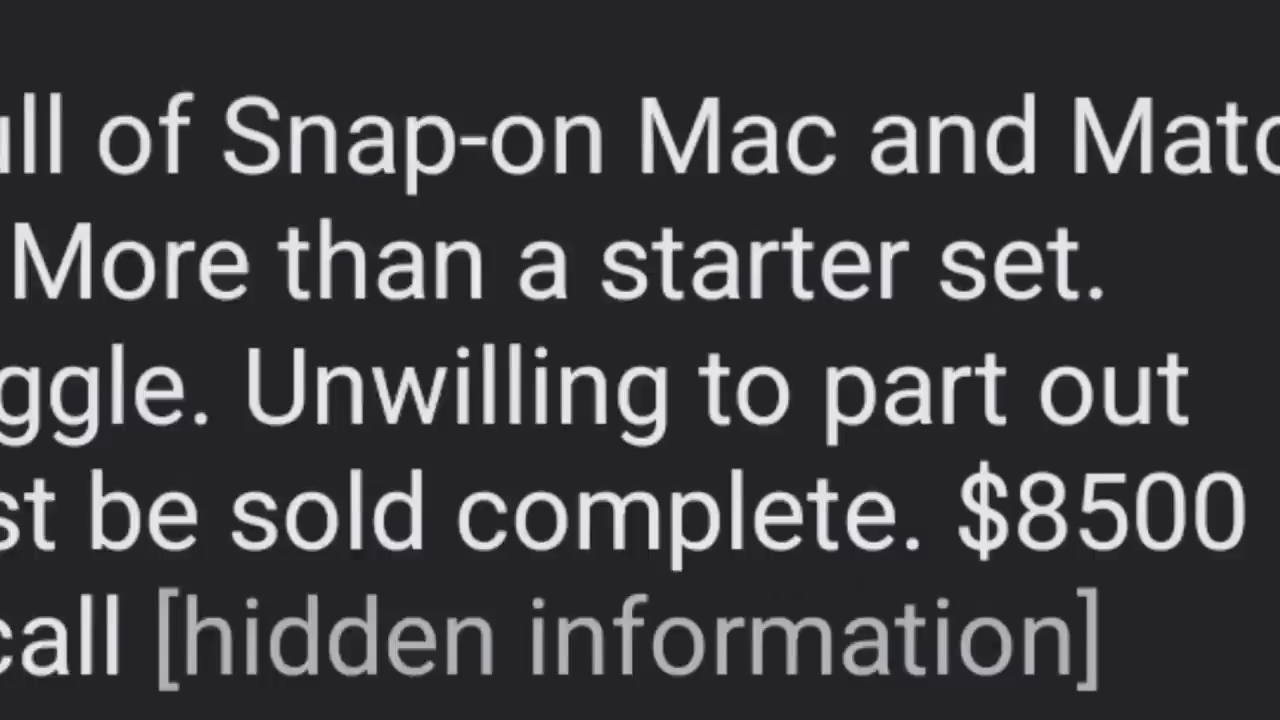 ull of Snap-on Mac and Matc
More than a starter set.
ggle. Unwilling to part out
st be sold complete. $8500
call [hidden information]